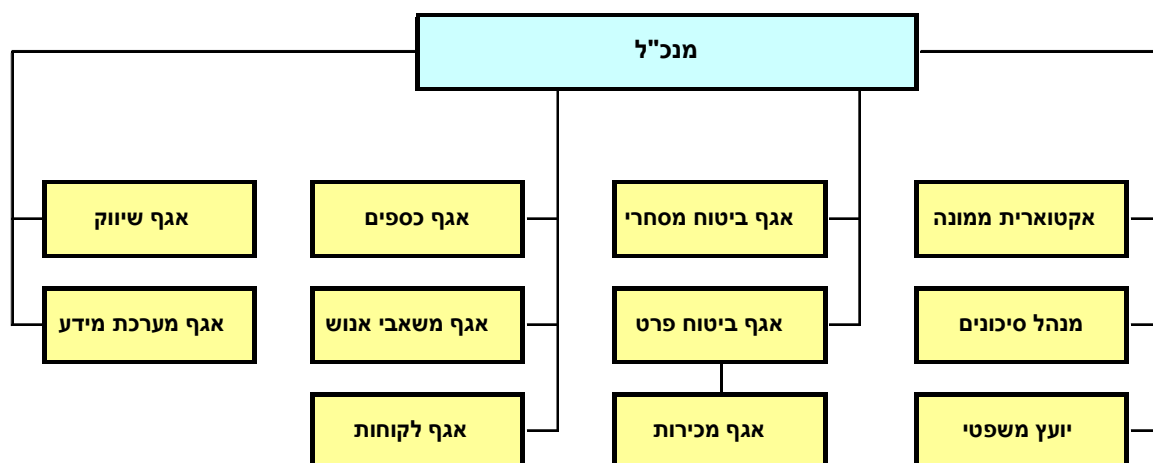 מנכ"ל
אקטוארית ממונה
אגף ביטוח מסחרי
אגף כספים
אגף שיווק
מנהל סיכונים
אגף ביטוח פרט
אגף משאבי אנוש
אגף מערכת מידע
יועץ משפטי
אגף מכירות
אגף לקוחות